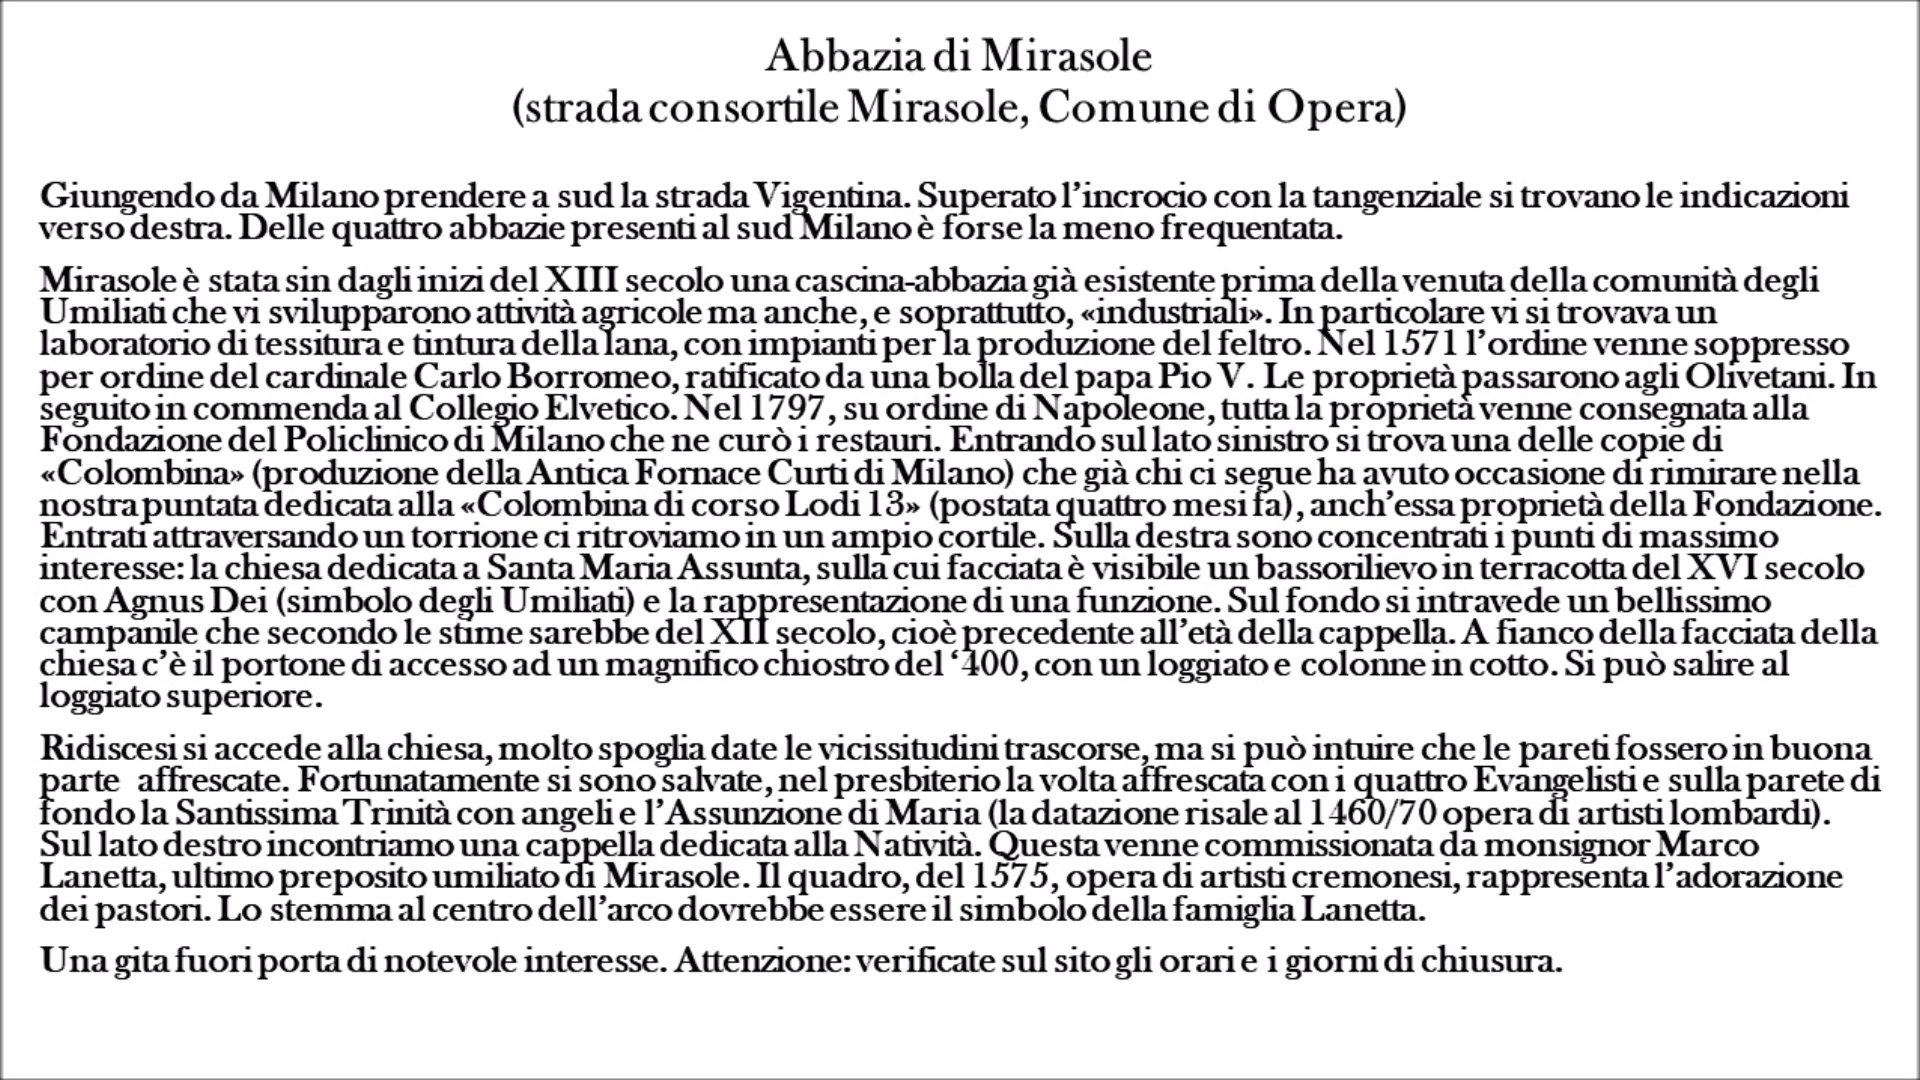 Abbazia di Mirasole
(strada consortile Mirasole, Comune di Opera)
Giungendo da Milano prendere a sud la strada Vigentina. Superato l’incrocio con la tangenziale si trovano le indicazioni
verso destra. Delle quattro abbazie presenti al sud Milano è forse la meno frequentata.
Mirasole è stata sin dagli inizi del XIII secolo una cascina-abbazia già esistente prima della venuta della comunità degli
Umiliati che vi svilupparono attività agricole ma anche, e soprattutto, «industriali». In particolare vi si trovava un
laboratorio di tessitura e tintura della lana, con impianti per la produzione del feltro. Nel 1571 l’ordine venne soppresso
per ordine del cardinale Carlo Borromeo, ratificato da una bolla del papa Pio V. Le proprietà passarono agli Olivetani. In
seguito in commenda al Collegio Elvetico. Nel 1797, su ordine di Napoleone, tutta la proprietà venne consegnata alla
Fondazione del Policlinico di Milano che ne curò i restauri. Entrando sul lato sinistro si trova una delle copie di
«Colombina» (produzione della Antica Fornace Curti di Milano) che già chi ci segue ha avuto occasione di rimirare nella
nostra puntata dedicata alla «Colombina di corso Lodi 13» (postata quattro mesi fa), anch’essa proprietà della Fondazione.
Entrati attraversando un torrione ci ritroviamo in un ampio cortile. Sulla destra sono concentrati i punti di massimo
interesse: la chiesa dedicata a Santa Maria Assunta, sulla cui facciata è visibile un bassorilievo in terracotta del XVI secolo
con Agnus Dei (simbolo degli Umiliati) e la rappresentazione di una funzione. Sul fondo si intravede un bellissimo
campanile che secondo le stime sarebbe del XII secolo, cioè precedente all’età della cappella. A fianco della facciata della
chiesa c’è il portone di accesso ad un magnifico chiostro del ‘400, con un loggiato e colonne in cotto. Si può salire al
loggiato superiore.
Ridiscesi si accede alla chiesa, molto spoglia date le vicissitudini trascorse, ma si può intuire che le pareti fossero in buona
parte affrescate. Fortunatamente si sono salvate, nel presbiterio la volta affrescata con i quattro Evangelisti e sulla parete di
fondo la Santissima Trinità con angeli e l’Assunzione di Maria (la datazione risale al 1460/70 opera di artisti lombardi).
Sul lato destro incontriamo una cappella dedicata alla Natività. Questa venne commissionata da monsignor Marco
Lanetta, ultimo preposito umiliato di Mirasole. Il quadro, del 1575, opera di artisti cremonesi, rappresenta l’adorazione
dei pastori. Lo stemma al centro dell’arco dovrebbe essere il simbolo della famiglia Lanetta.
Una gita fuori porta di notevole interesse. Attenzione: verificate sul sito gli orari e i giorni di chiusura.